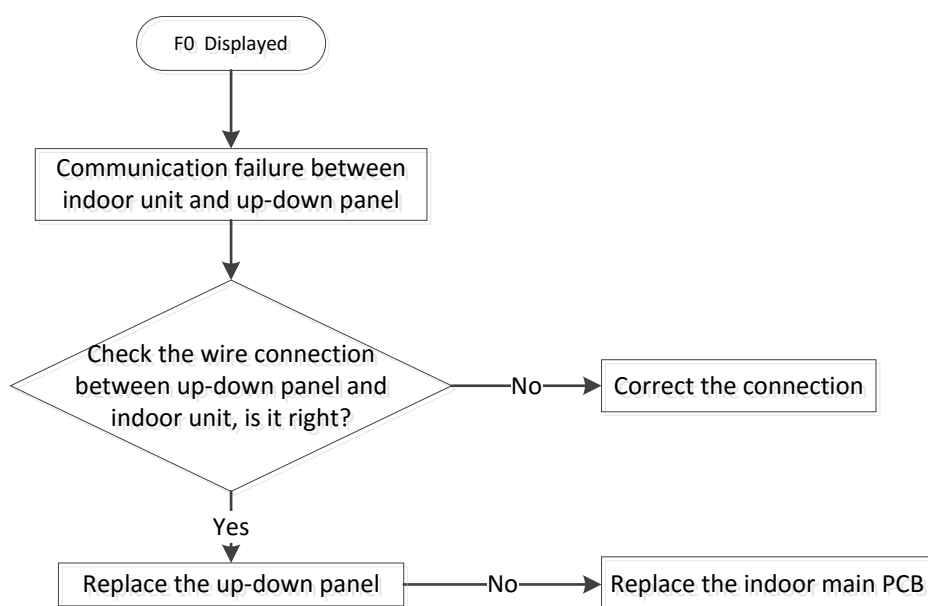 F0 Displayed
Communication failure between
indoor unit and up-down panel
Check the wire connection
between up-down panel and
indoor unit, is it right?
No
Correct the connection
Yes
Replace the up-down panel
No
Replace the indoor main PCB